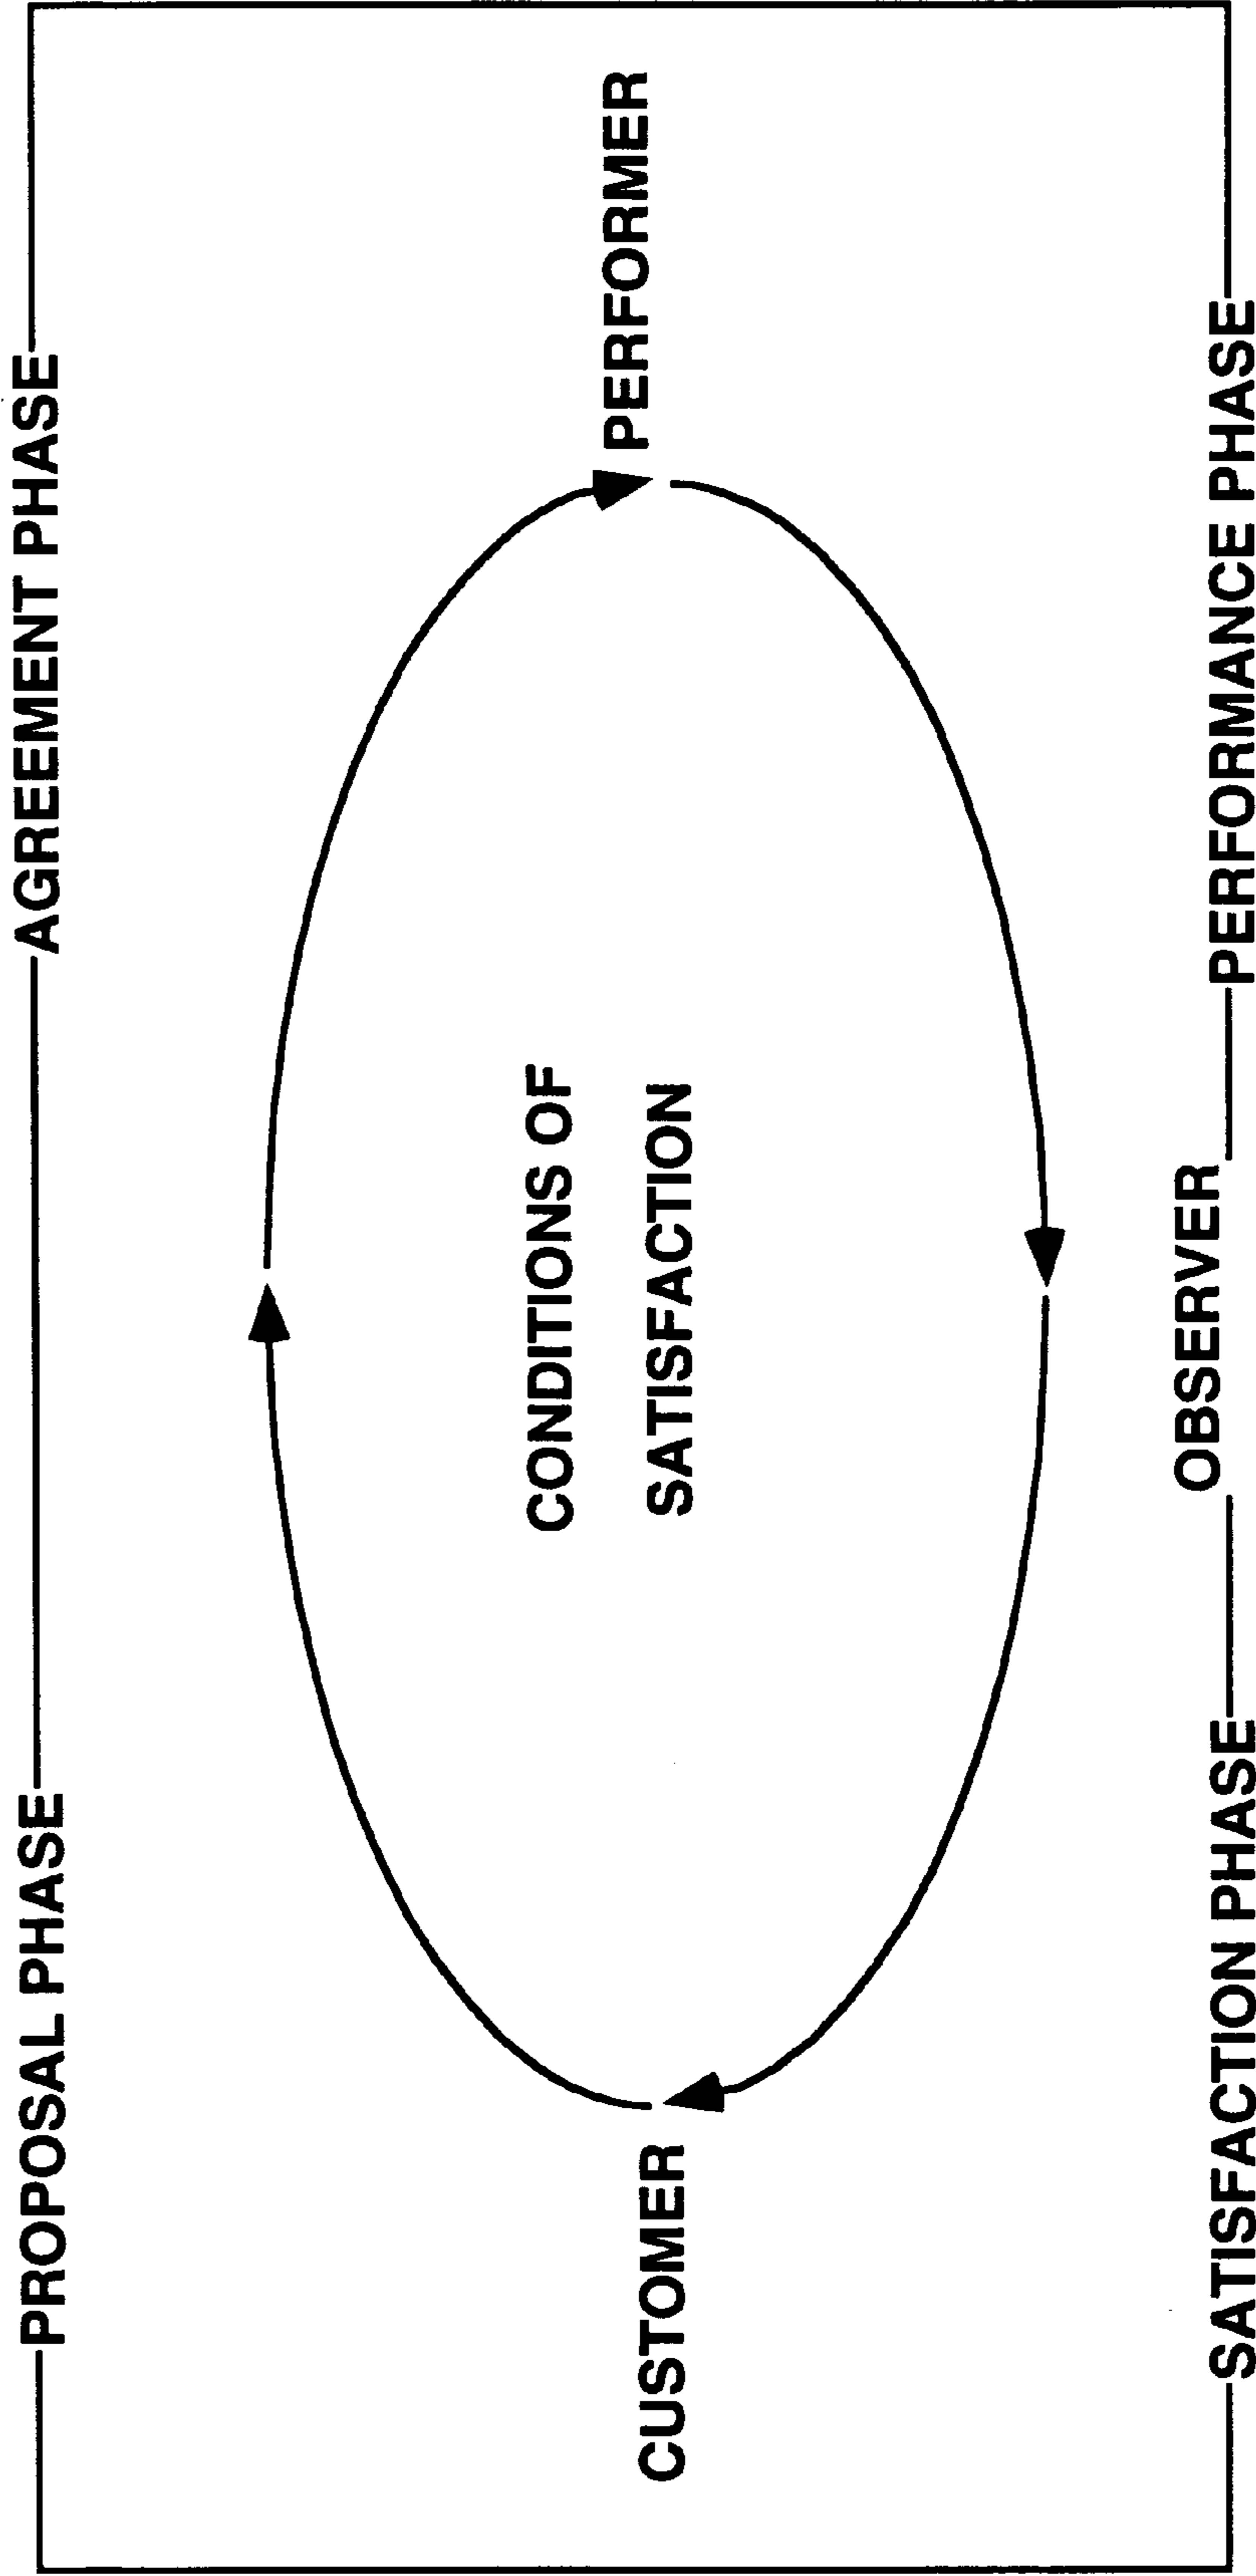 PROPOSAL PHASE
AGREEMENT PHASE
CONDITIONS OF
SATISFACTION
CUSTOMER
PERFORMER
OBSERVER
SATISFACTION PHASE
PERFORMANCE PHASE